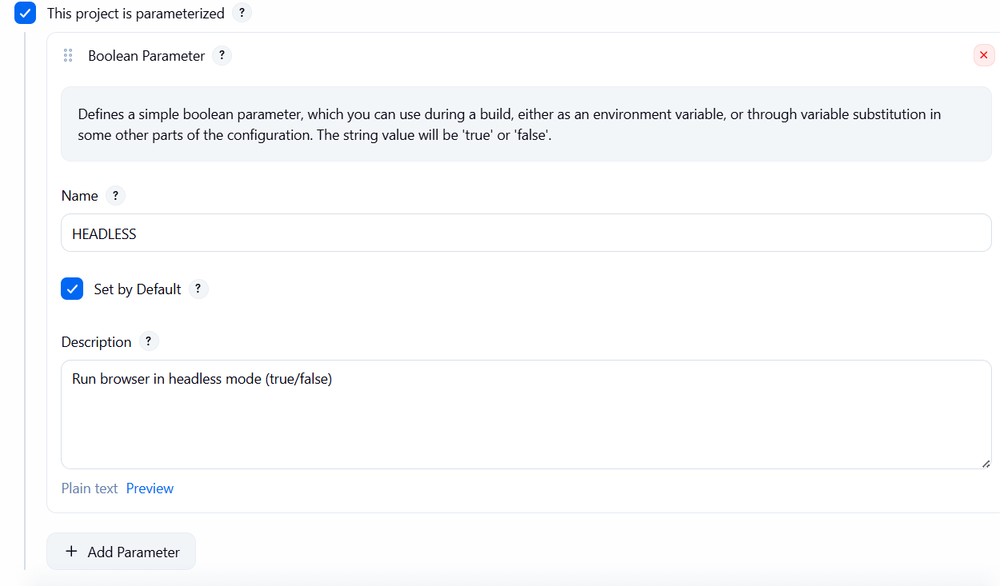 This project is parameterized ?
Boolean Parameter ?
Defines a simple boolean parameter, which you can use during a build, either as an environment variable, or through variable substitution in
some other parts of the configuration. The string value will be 'true' or 'false'.
Name ?
HEADLESS
Set by Default ?
Description ?
Run browser in headless mode (true/false)
Plain text Preview
Add Parameter